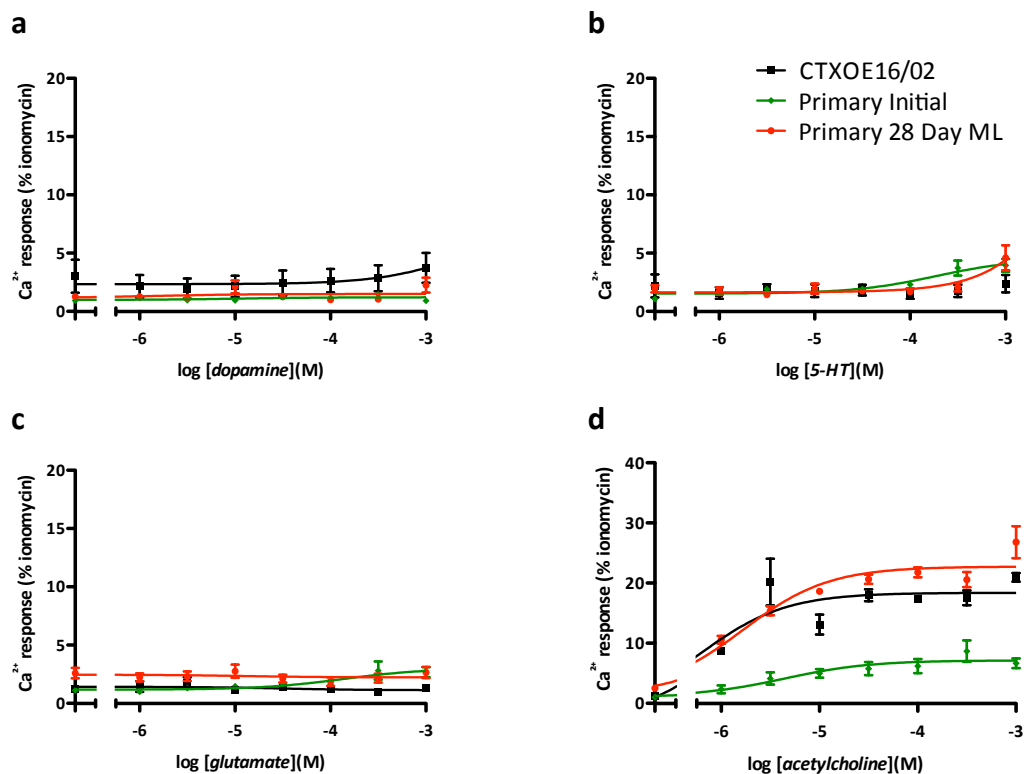 a
20
15
10
5
0
Ca²⁺ response (% ionomycin)
-6
-5
-4
-3
log [dopamine](M)
b
CTXOE16/02
Primary Initial
Primary 28 Day ML
20
15
10
5
0
Ca²⁺ response (% ionomycin)
-6
-5
-4
-3
log [5-HT](M)
c
20
15
10
5
0
Ca²⁺ response (% ionomycin)
-6
-5
-4
-3
log [glutamate](M)
d
40
30
20
10
0
Ca²⁺ response (% ionomycin)
-6
-5
-4
-3
log [acetylcholine](M)